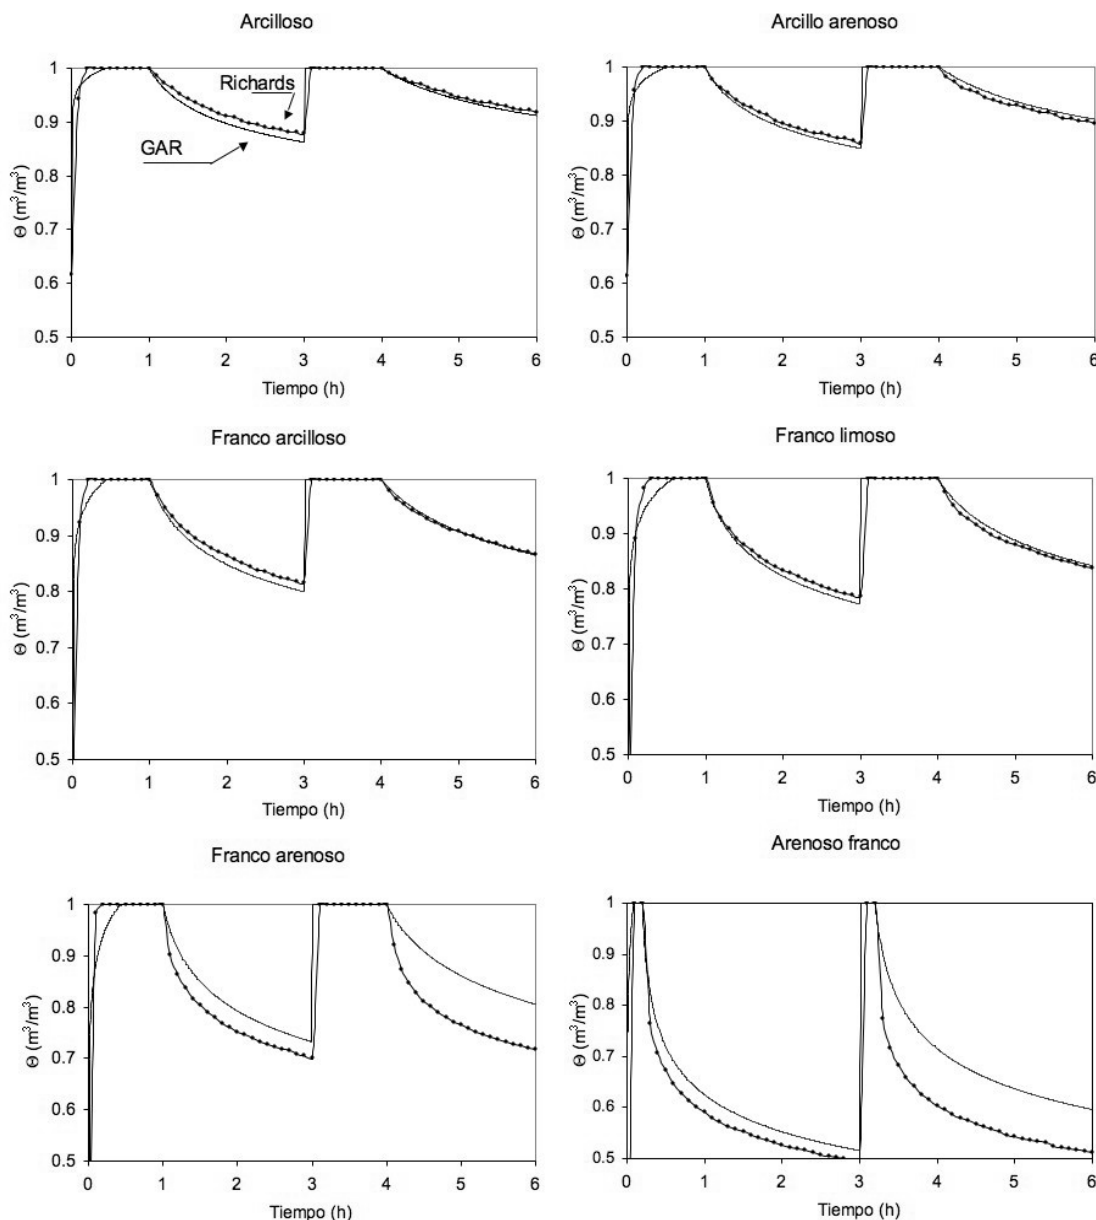 Arcilloso
1
0.9
0.8
0.7
0.6
0.5
Θ (m³/m³)
Richards
GAR
0 1 2 3 4 5 6
Tiempo (h)
Arcillo arenoso
1
0.9
0.8
0.7
0.6
0.5
Θ (m³/m³)
0 1 2 3 4 5 6
Tiempo (h)
Franco arcilloso
1
0.9
0.8
0.7
0.6
0.5
Θ (m³/m³)
0 1 2 3 4 5 6
Tiempo (h)
Franco limoso
1
0.9
0.8
0.7
0.6
0.5
Θ (m³/m³)
0 1 2 3 4 5 6
Tiempo (h)
Franco arenoso
1
0.9
0.8
0.7
0.6
0.5
Θ (m³/m³)
0 1 2 3 4 5 6
Tiempo (h)
Arenoso franco
1
0.9
0.8
0.7
0.6
0.5
Θ (m³/m³)
0 1 2 3 4 5 6
Tiempo (h)